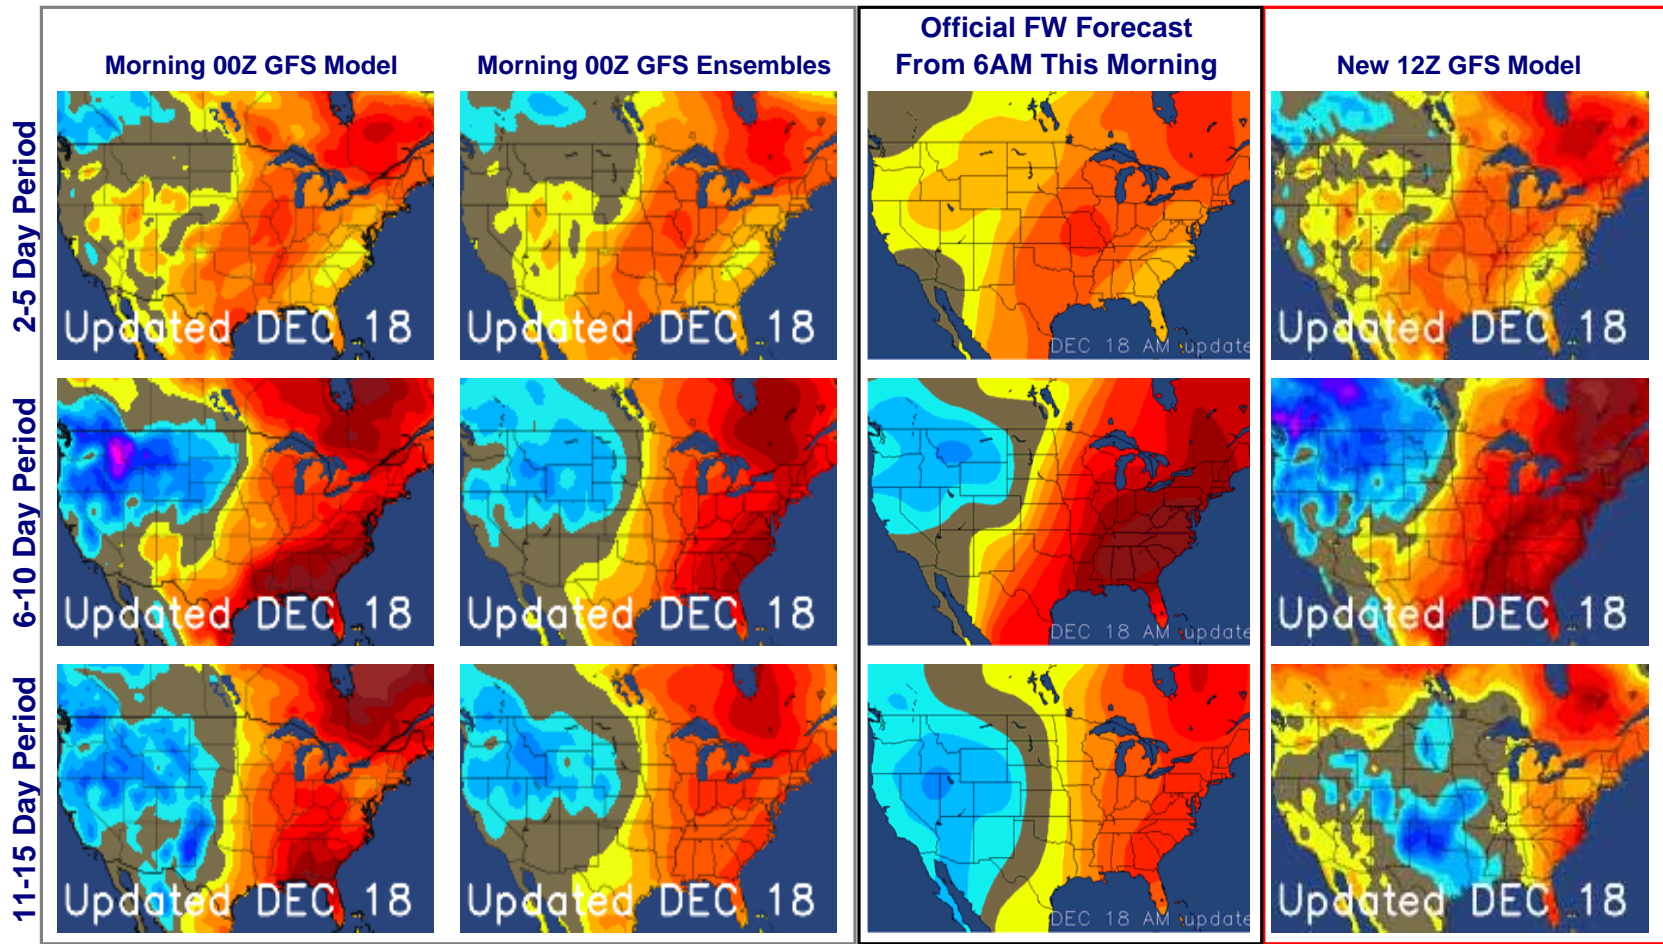 Official FW Forecast
Morning 00Z GFS Model
Morning 00Z GFS Ensembles
From 6AM This Morning
New 12Z GFS Model
2-5 Day Period
Updated DEC 18
Updated DEC 18
DEC 18 AM update
Updated DEC 18
6-10 Day Period
Updated DEC 18
Updated DEC 18
DEC 18 AM update
Updated DEC 18
11-15 Day Period
Updated DEC 18
Updated DEC 18
DEC 18 AM update
Updated DEC 18